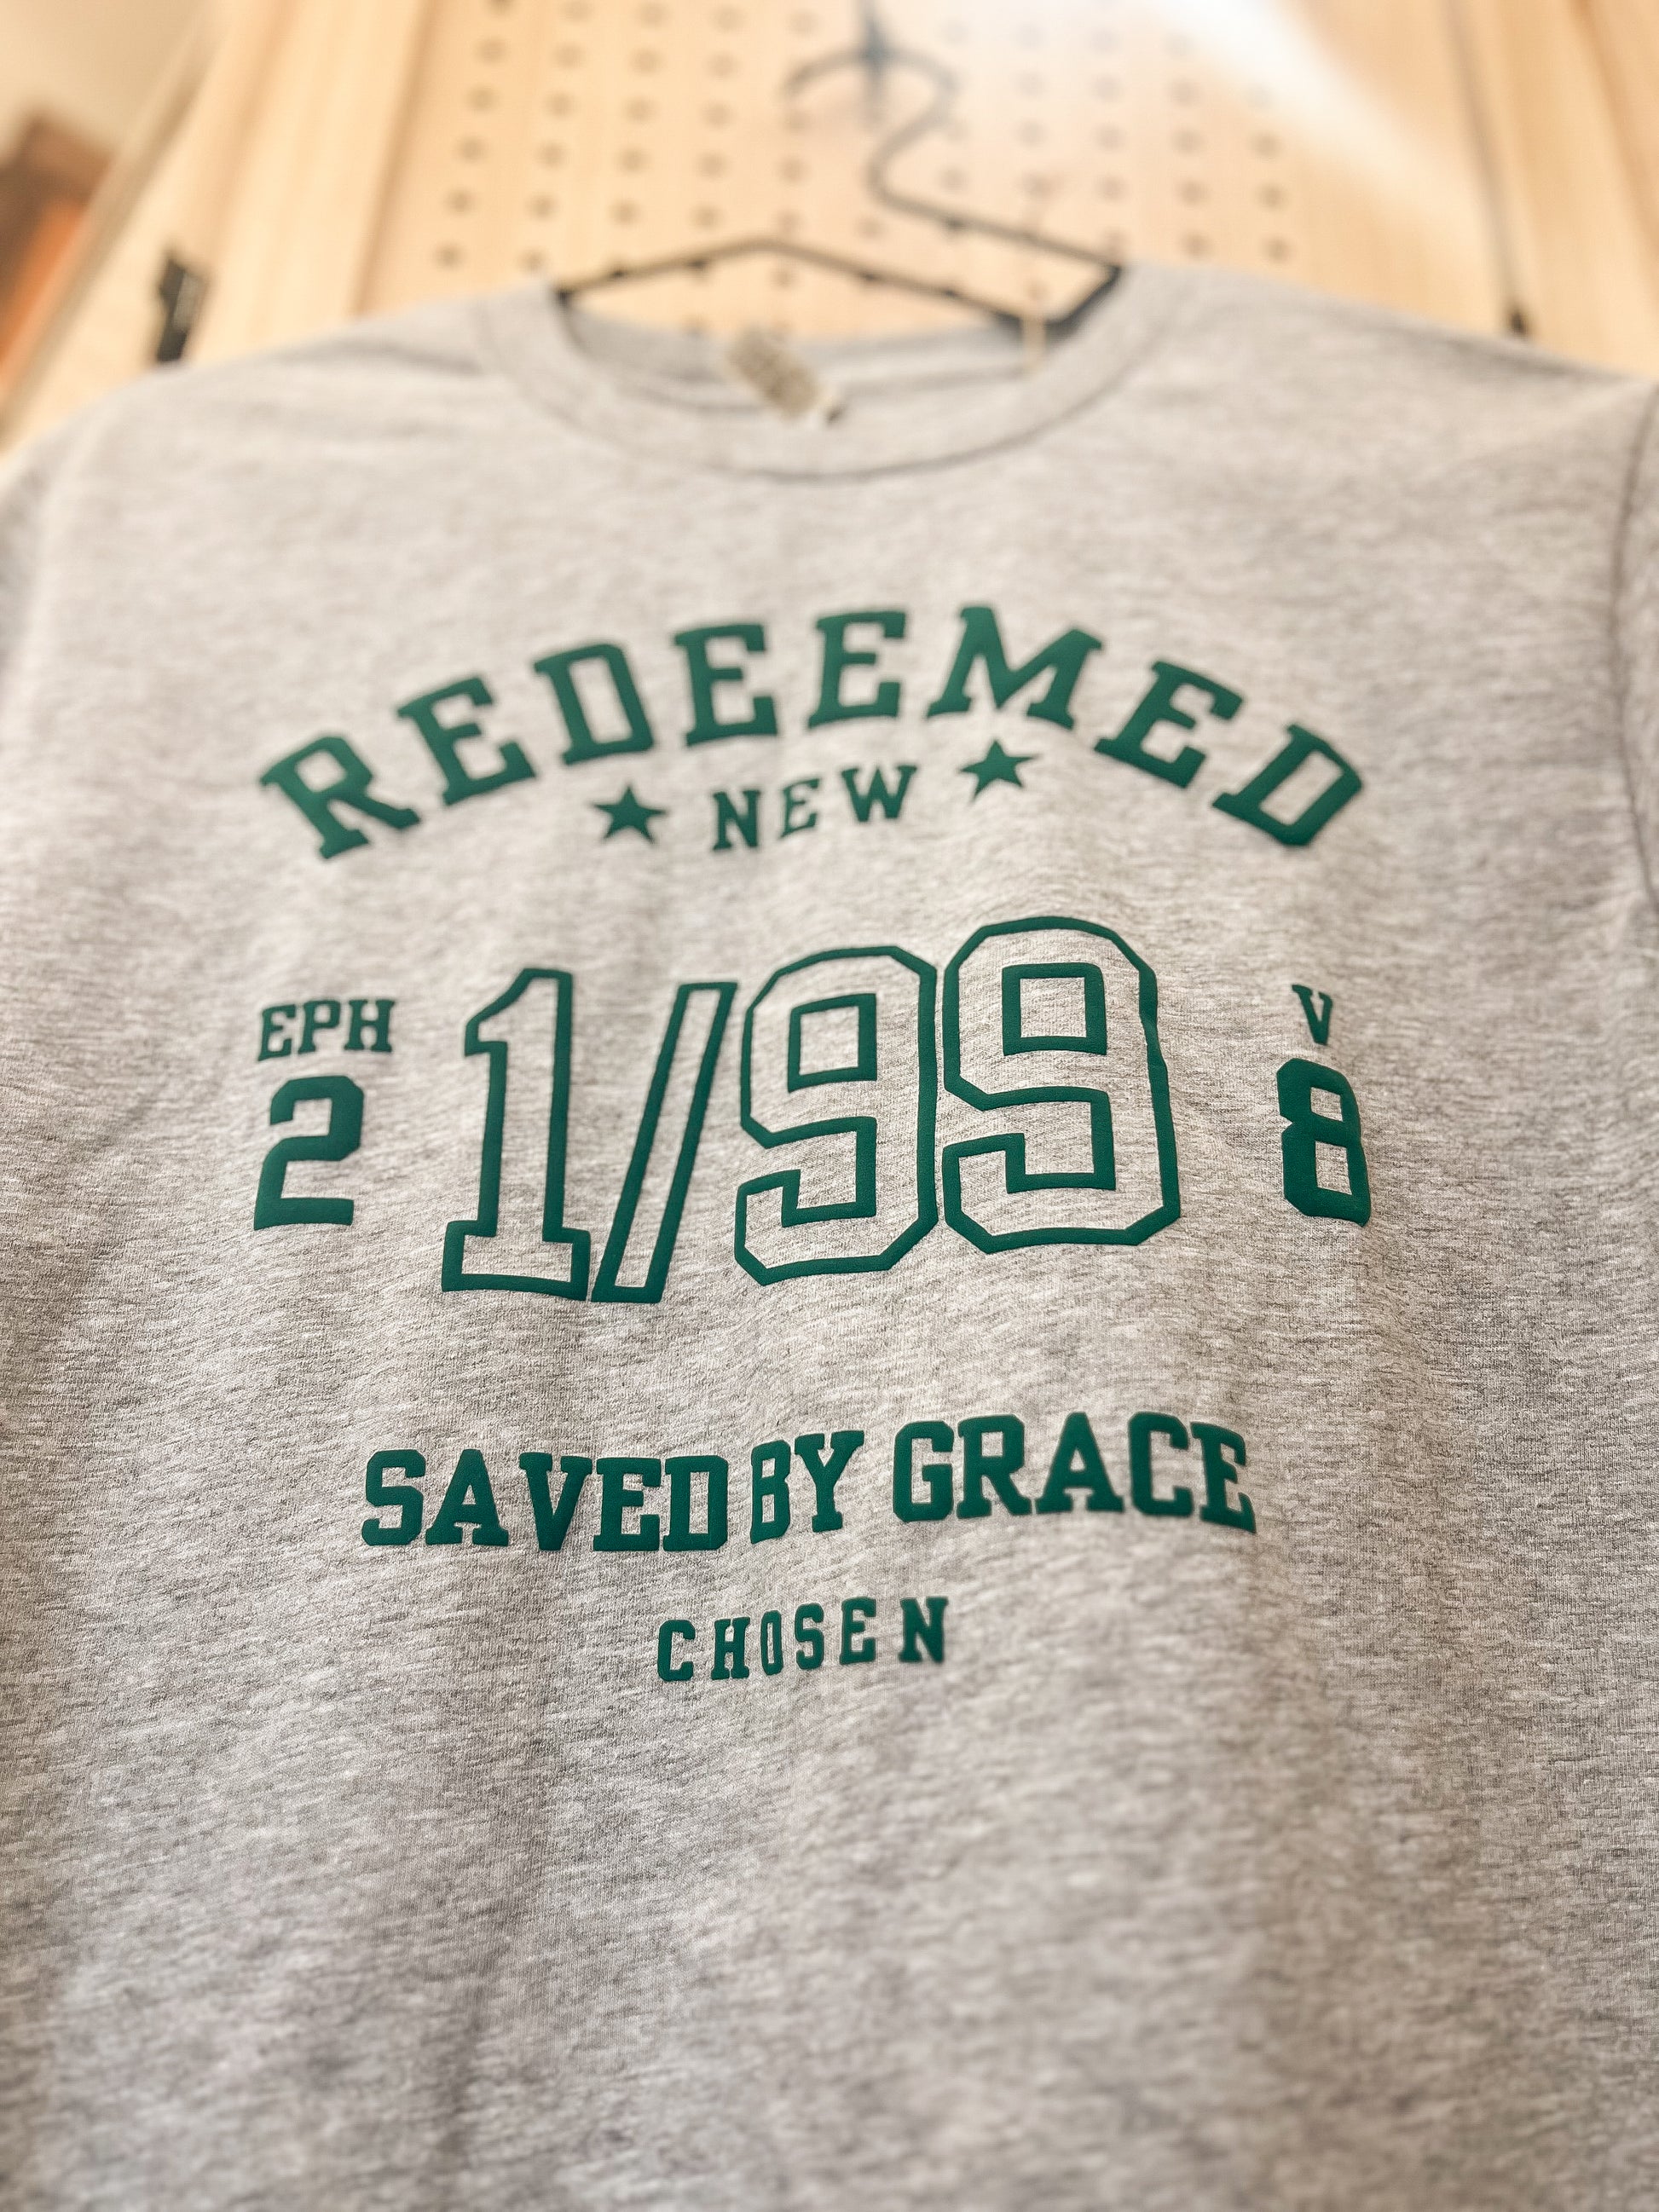 REDEEMED
★ NEW ★
EPH
2
1/99
V
8
SAVED BY GRACE
CHOSEN